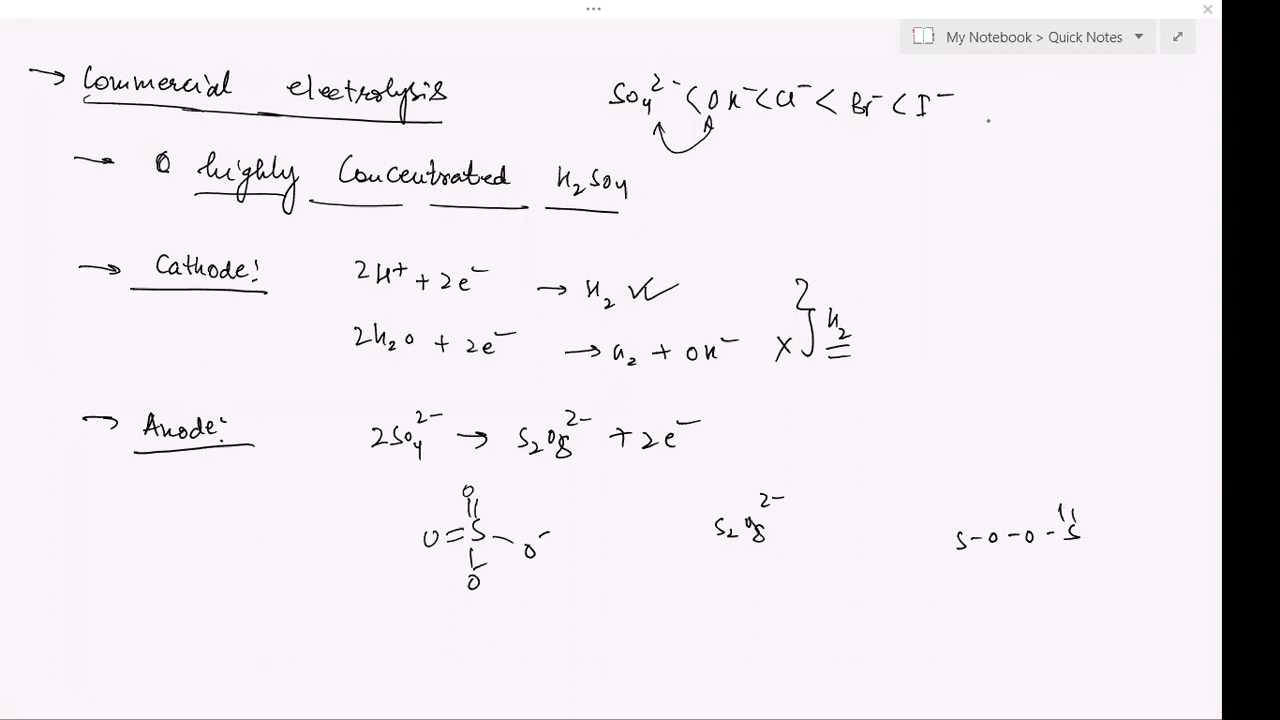 My Notebook > Quick Notes
→ Commercial electrolysis
SO4^2- < OH^- < Cl^- < Br^- < I^-
→ highly Concentrated H2SO4
→ Cathode: 2H+ + 2e^- → H2 ✓
2H2O + 2e^- → H2 + OH^- × } H2
→ Anode: 2SO4^2- → S2O8^2- + 2e^-
O
O=S-O^-
O
S2O8^2-
S-O-O-S